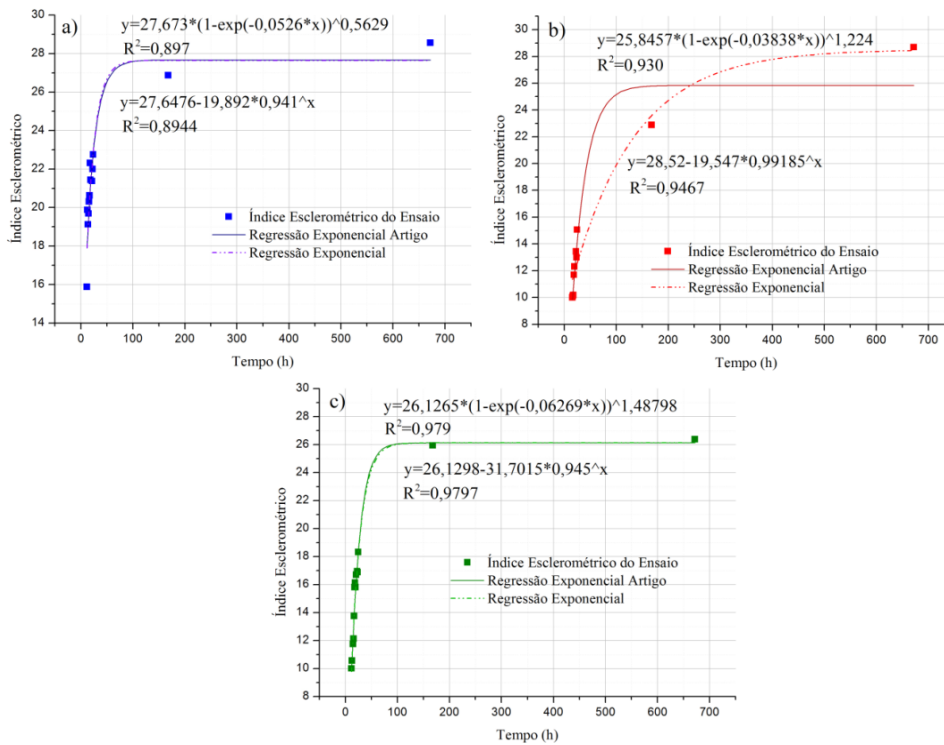 a)
y=27,673*(1-exp(-0,0526*x))^0,5629
R²=0,897
y=27,6476-19,892*0,941^x
R²=0,8944
Índice Esclerométrico do Ensaio
Regressão Exponencial Artigo
Regressão Exponencial
Índice Esclerométrico
30
28
26
24
22
20
18
16
14
0 100 200 300 400 500 600 700
Tempo (h)
b)
y=25,8457*(1-exp(-0,03838*x))^1,224
R²=0,930
y=28,52-19,547*0,99185^x
R²=0,9467
Índice Esclerométrico do Ensaio
Regressão Exponencial Artigo
Regressão Exponencial
Índice Esclerométrico
30
28
26
24
22
20
18
16
14
12
10
8
0 100 200 300 400 500 600 700
Tempo (h)
c)
y=26,1265*(1-exp(-0,06269*x))^1,48798
R²=0,979
y=26,1298-31,7015*0,945^x
R²=0,9797
Índice Esclerométrico do Ensaio
Regressão Exponencial Artigo
Regressão Exponencial
Índice Esclerométrico
30
28
26
24
22
20
18
16
14
12
10
8
0 100 200 300 400 500 600 700
Tempo (h)